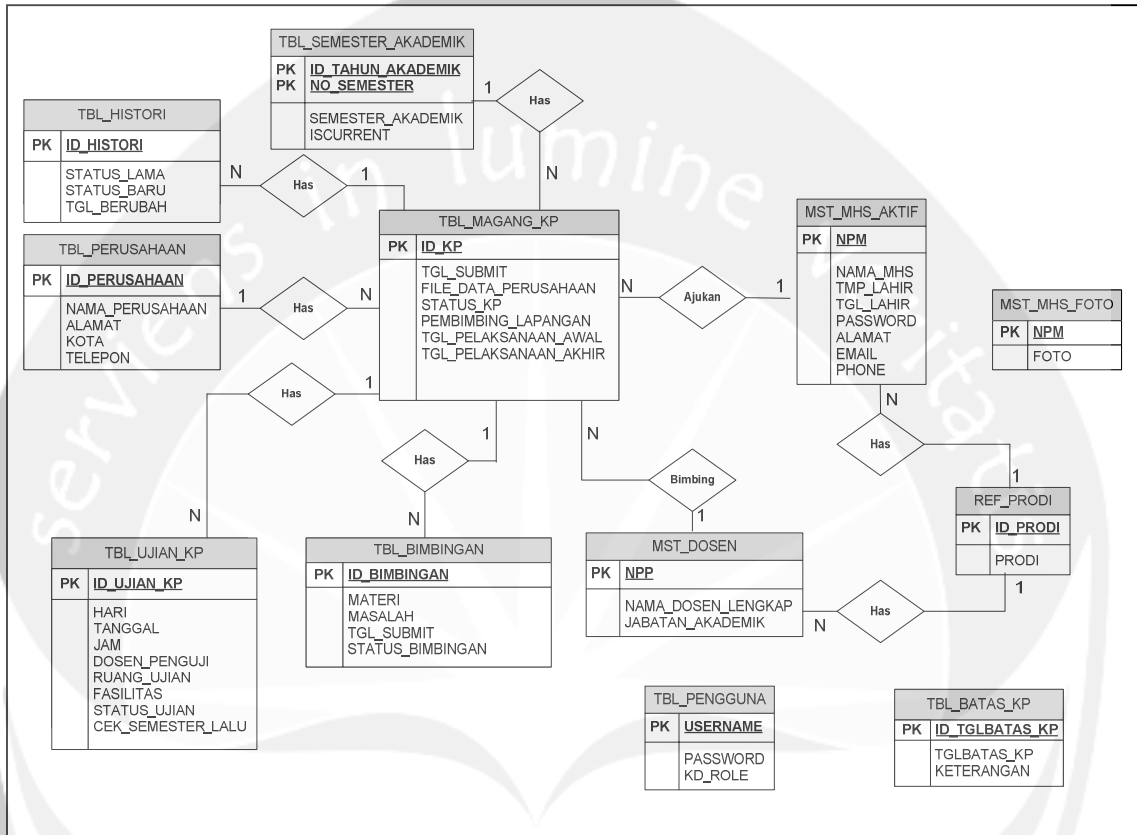 TBL_SEMESTER_AKADEMIK
PK ID_TAHUN_AKADEMIK
PK NO_SEMESTER
SEMESTER_AKADEMIK
ISCURRENT
1
Has
N
TBL_HISTORI
PK ID_HISTORI
STATUS_LAMA
STATUS_BARU
TGL_BERUBAH
N
Has
1
TBL_PERUSAHAAN
PK ID_PERUSAHAAN
NAMA_PERUSAHAAN
ALAMAT
KOTA
TELEPON
1
Has
N
TBL_MAGANG_KP
PK ID_KP
TGL_SUBMIT
FILE_DATA_PERUSAHAAN
STATUS_KP
PEMBIMBING_LAPANGAN
TGL_PELAKSANAAN_AWAL
TGL_PELAKSANAAN_AKHIR
N
Ajukan
1
MST_MHS_AKTIF
PK NPM
NAMA_MHS
TMP_LAHIR
TGL_LAHIR
PASSWORD
ALAMAT
EMAIL
PHONE
MST_MHS_FOTO
PK NPM
FOTO
Has
1
N
1
Has
N
N
Bimbing
1
N
Has
1
REF_PRODI
PK ID_PRODI
PRODI
1
TBL_UJIAN_KP
PK ID_UJIAN_KP
HARI
TANGGAL
JAM
DOSEN_PENGUJI
RUANG_UJIAN
FASILITAS
STATUS_UJIAN
CEK_SEMESTER_LALU
TBL_BIMBINGAN
PK ID_BIMBINGAN
MATERI
MASALAH
TGL_SUBMIT
STATUS_BIMBINGAN
MST_DOSEN
PK NPP
NAMA_DOSEN_LENGKAP
JABATAN_AKADEMIK
N
Has
TBL_PENGGUNA
PK USERNAME
PASSWORD
KD_ROLE
TBL_BATAS_KP
PK ID_TGLBATAS_KP
TGLBATAS_KP
KETERANGAN
serviens in lumine veritatis